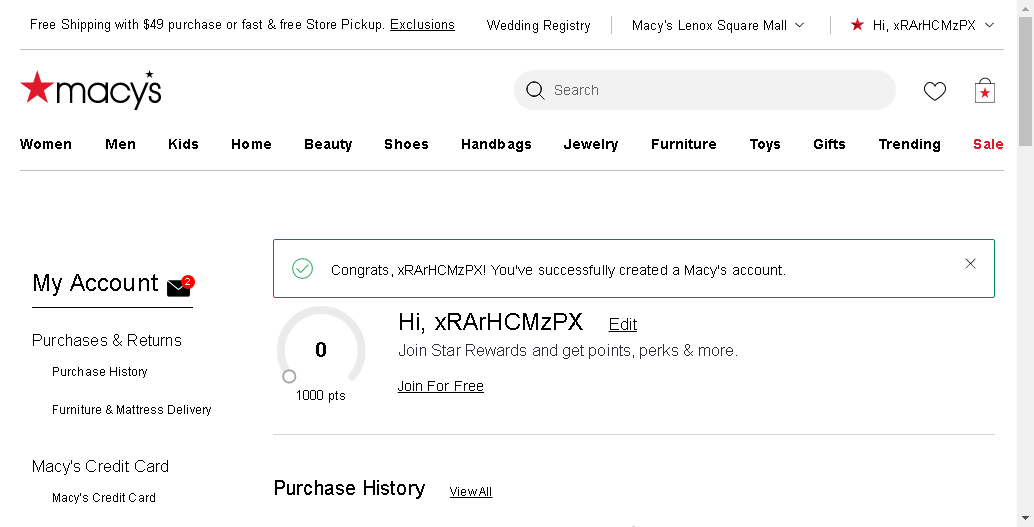 Free Shipping with $49 purchase or fast & free Store Pickup. Exclusions
Wedding Registry
Macy's Lenox Square Mall
Hi, xRArHCMzPX
macy's
Search
Women Men Kids Home Beauty Shoes Handbags Jewelry Furniture Toys Gifts Trending Sale
My Account 2
Purchases & Returns
Purchase History
Furniture & Mattress Delivery
Macy's Credit Card
Macy's Credit Card
Congrats, xRArHCMzPX! You've successfully created a Macy's account.
0
1000 pts
Hi, xRArHCMzPX Edit
Join Star Rewards and get points, perks & more.
Join For Free
Purchase History View All